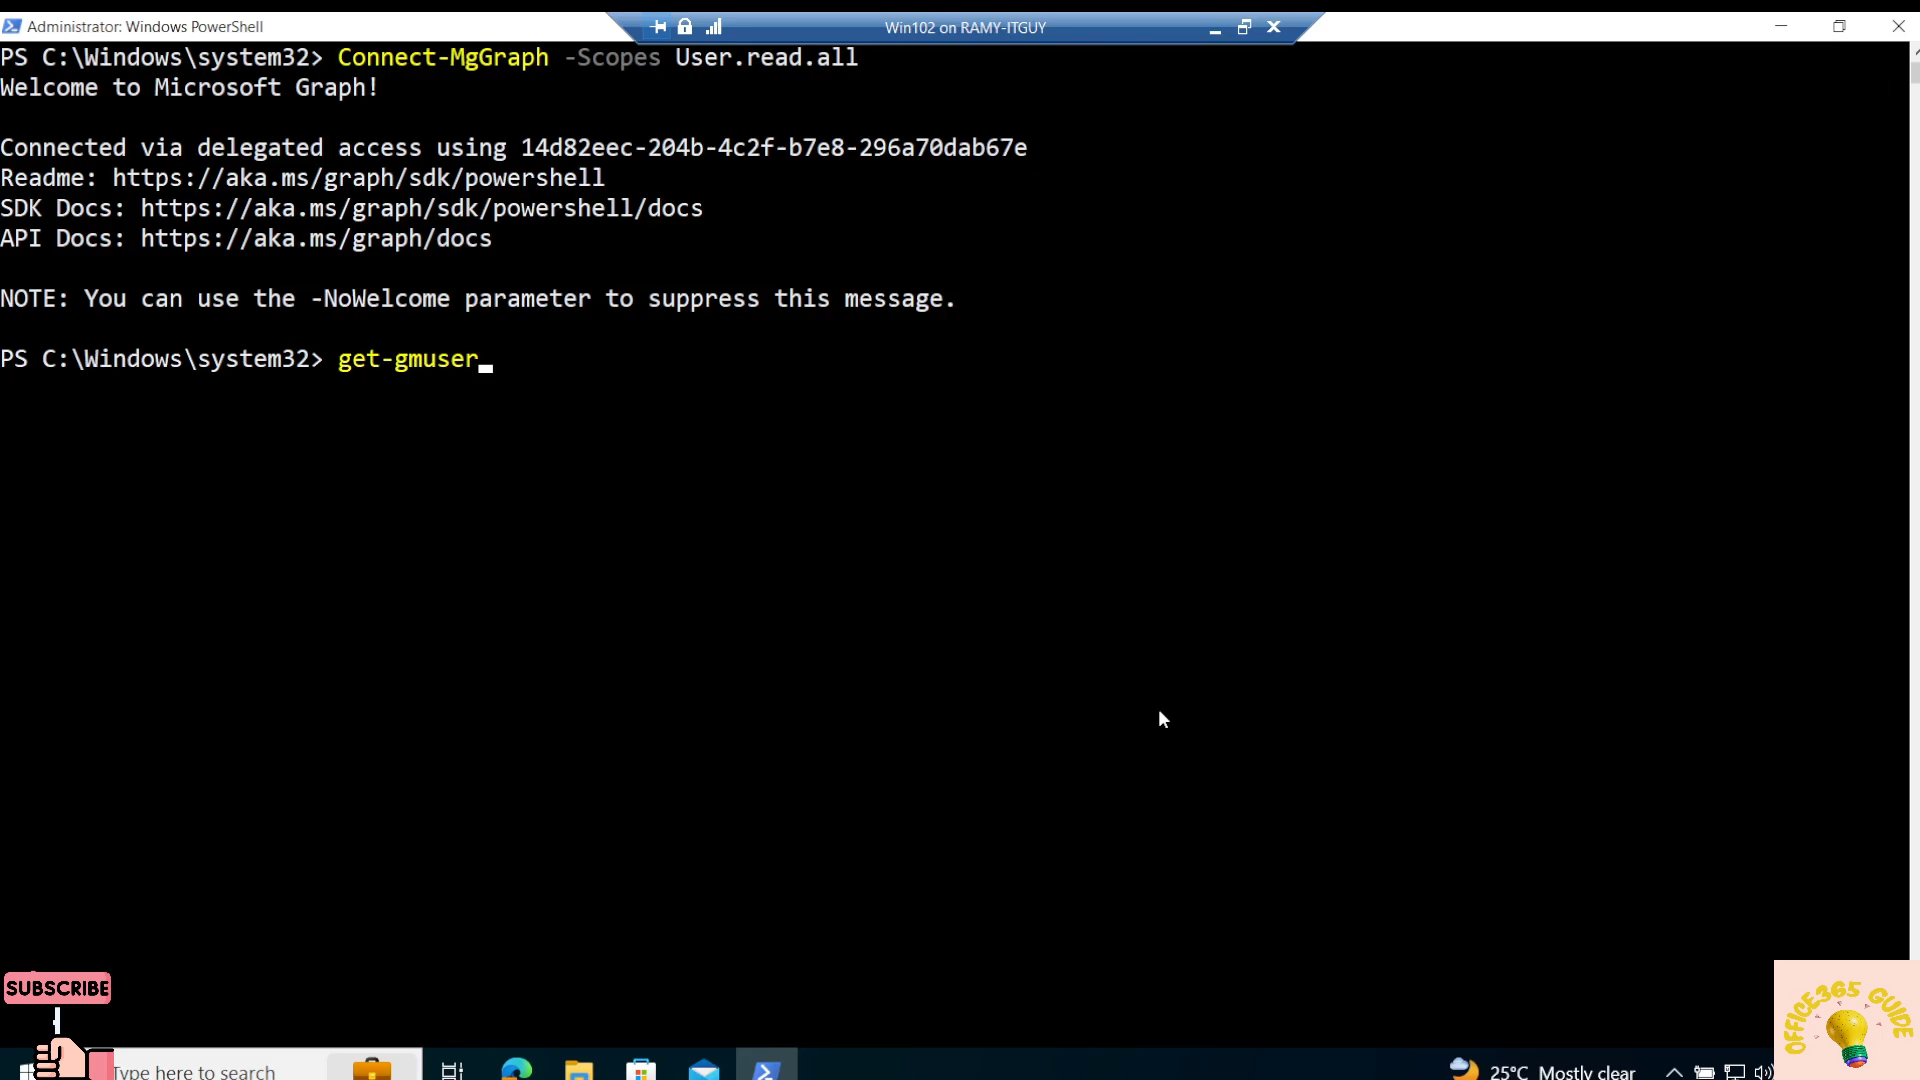 Administrator: Windows PowerShell
Win102 on RAMY-ITGUY
PS C:\Windows\system32> Connect-MgGraph -Scopes User.read.all
Welcome to Microsoft Graph!
Connected via delegated access using 14d82eec-204b-4c2f-b7e8-296a70dab67e
Readme: https://aka.ms/graph/sdk/powershell
SDK Docs: https://aka.ms/graph/sdk/powershell/docs
API Docs: https://aka.ms/graph/docs
NOTE: You can use the -NoWelcome parameter to suppress this message.
PS C:\Windows\system32> get-gmuser
SUBSCRIBE
OFFICE365 GUIDE
Type here to search
25°C Mostly clear